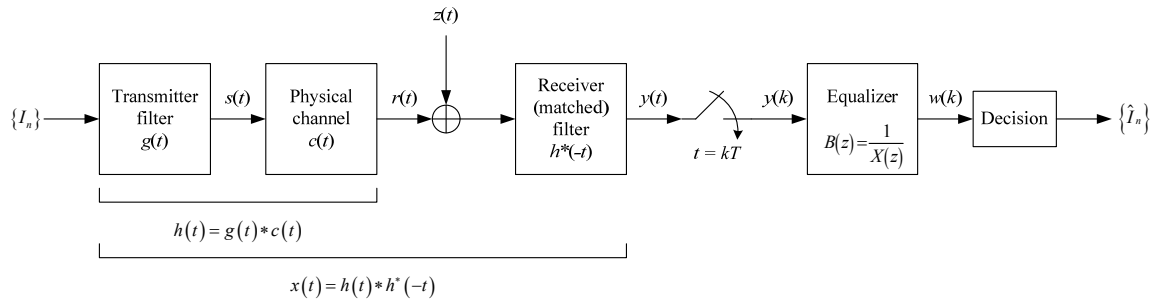 z(t)
{I_n}
Transmitter
filter
g(t)
s(t)
Physical
channel
c(t)
r(t)
Receiver
(matched)
filter
h*(–t)
y(t)
t = kT
y(k)
Equalizer
B(z) = 1/X(z)
w(k)
Decision
{Î_n}
h(t) = g(t) * c(t)
x(t) = h(t) * h*(–t)